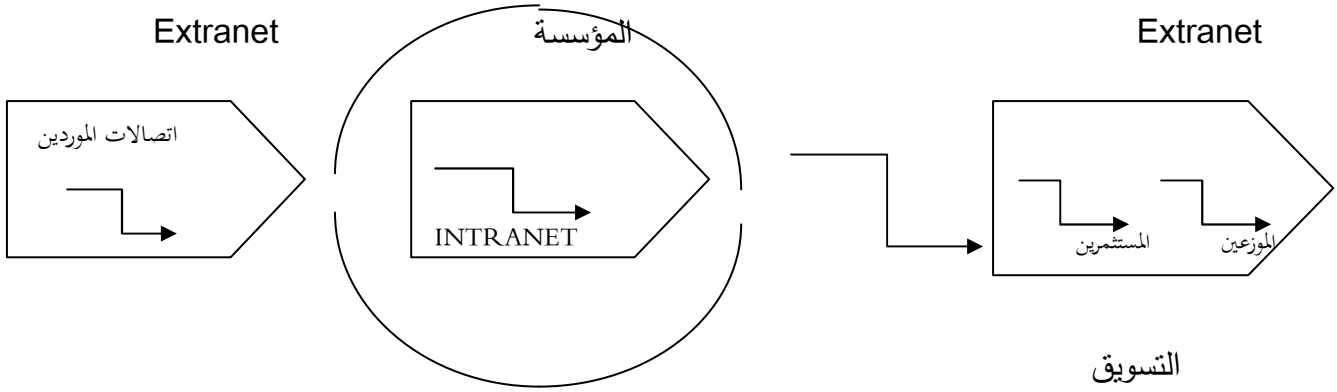 Extranet
المؤسسة
Extranet
اتصالات الموردين
INTRANET
المستثمرين
الموزعين
التسويق